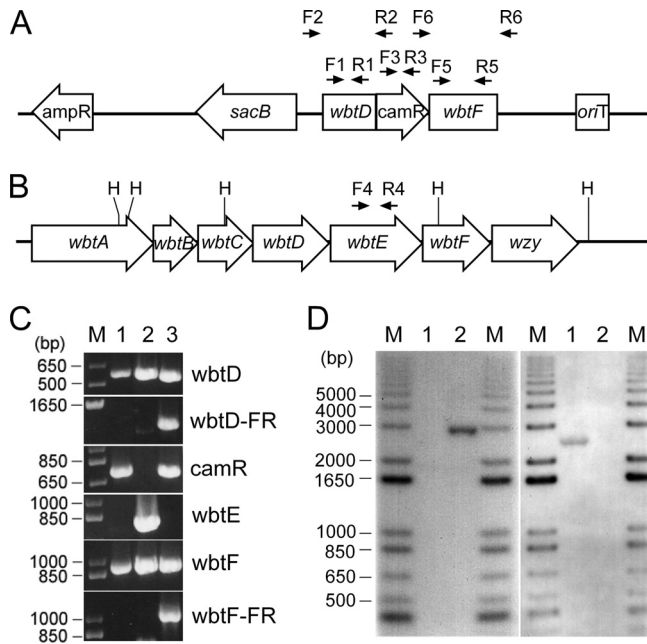 A
F2 R2 F6 R6
F1 R1 F3 R3 F5 R5
ampR sacB wbtD camR wbtF oriT
B
H H H F4 R4 H H
wbtA wbtB wbtC wbtD wbtE wbtF wzy
C
M 1 2 3
(bp)
650
500
wbtD
1650
wbtD-FR
850
650
camR
1000
850
wbtE
1000
850
wbtF
1000
850
wbtF-FR
D
M 1 2 M M 1 2 M
(bp)
5000
4000
3000
2000
1650
1000
850
650
500